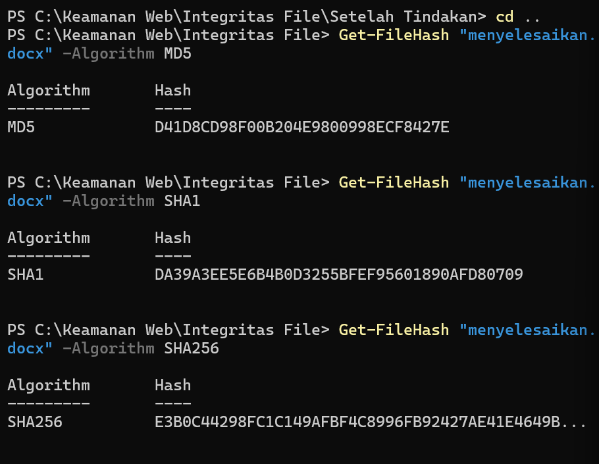 PS C:\Keamanan Web\Integritas File\Setelah Tindakan> cd ..
PS C:\Keamanan Web\Integritas File> Get-FileHash "menyelesaikan.
docx" -Algorithm MD5
Algorithm       Hash
---------       ----
MD5             D41D8CD98F00B204E9800998ECF8427E
PS C:\Keamanan Web\Integritas File> Get-FileHash "menyelesaikan.
docx" -Algorithm SHA1
Algorithm       Hash
---------       ----
SHA1            DA39A3EE5E6B4B0D3255BFEF95601890AFD80709
PS C:\Keamanan Web\Integritas File> Get-FileHash "menyelesaikan.
docx" -Algorithm SHA256
Algorithm       Hash
---------       ----
SHA256          E3B0C44298FC1C149AFBF4C8996FB92427AE41E4649B...